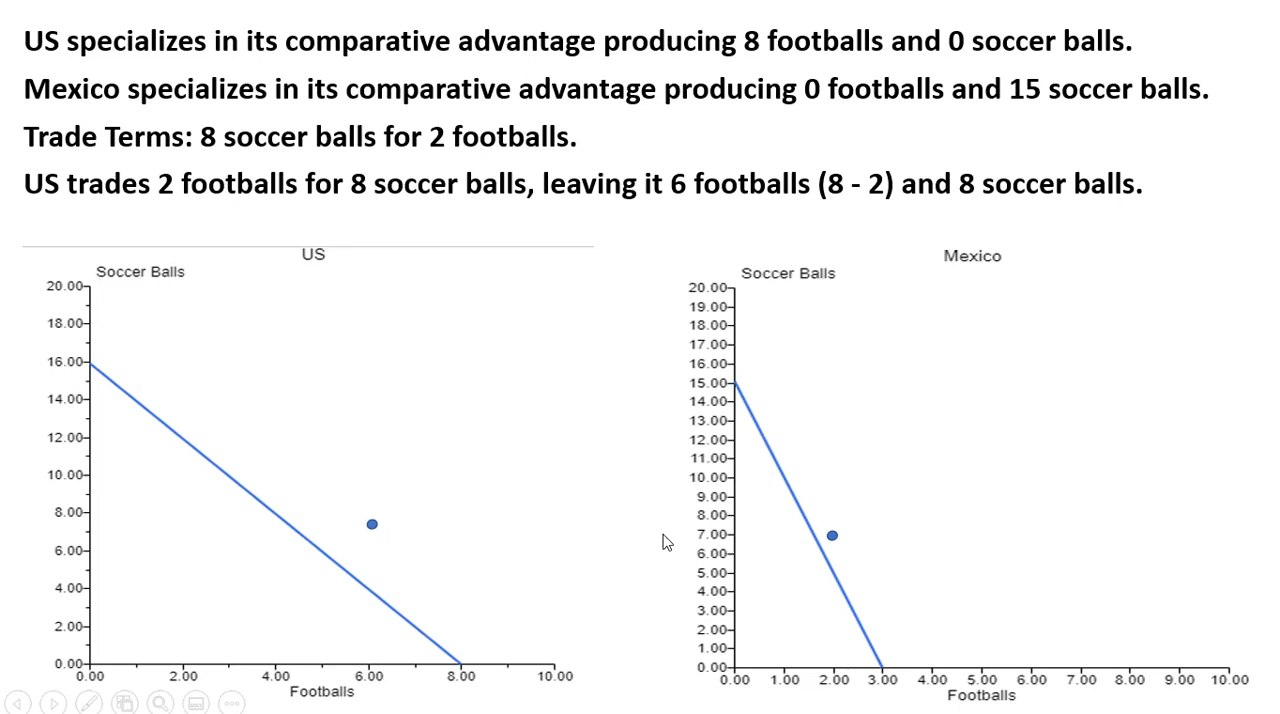 US specializes in its comparative advantage producing 8 footballs and 0 soccer balls.
Mexico specializes in its comparative advantage producing 0 footballs and 15 soccer balls.
Trade Terms: 8 soccer balls for 2 footballs.
US trades 2 footballs for 8 soccer balls, leaving it 6 footballs (8 - 2) and 8 soccer balls.
US
Soccer Balls
20.00
18.00
16.00
14.00
12.00
10.00
8.00
6.00
4.00
2.00
0.00
0.00 2.00 4.00 6.00 8.00 10.00
Footballs
Mexico
Soccer Balls
20.00
19.00
18.00
17.00
16.00
15.00
14.00
13.00
12.00
11.00
10.00
9.00
8.00
7.00
6.00
5.00
4.00
3.00
2.00
1.00
0.00
0.00 1.00 2.00 3.00 4.00 5.00 6.00 7.00 8.00 9.00 10.00
Footballs